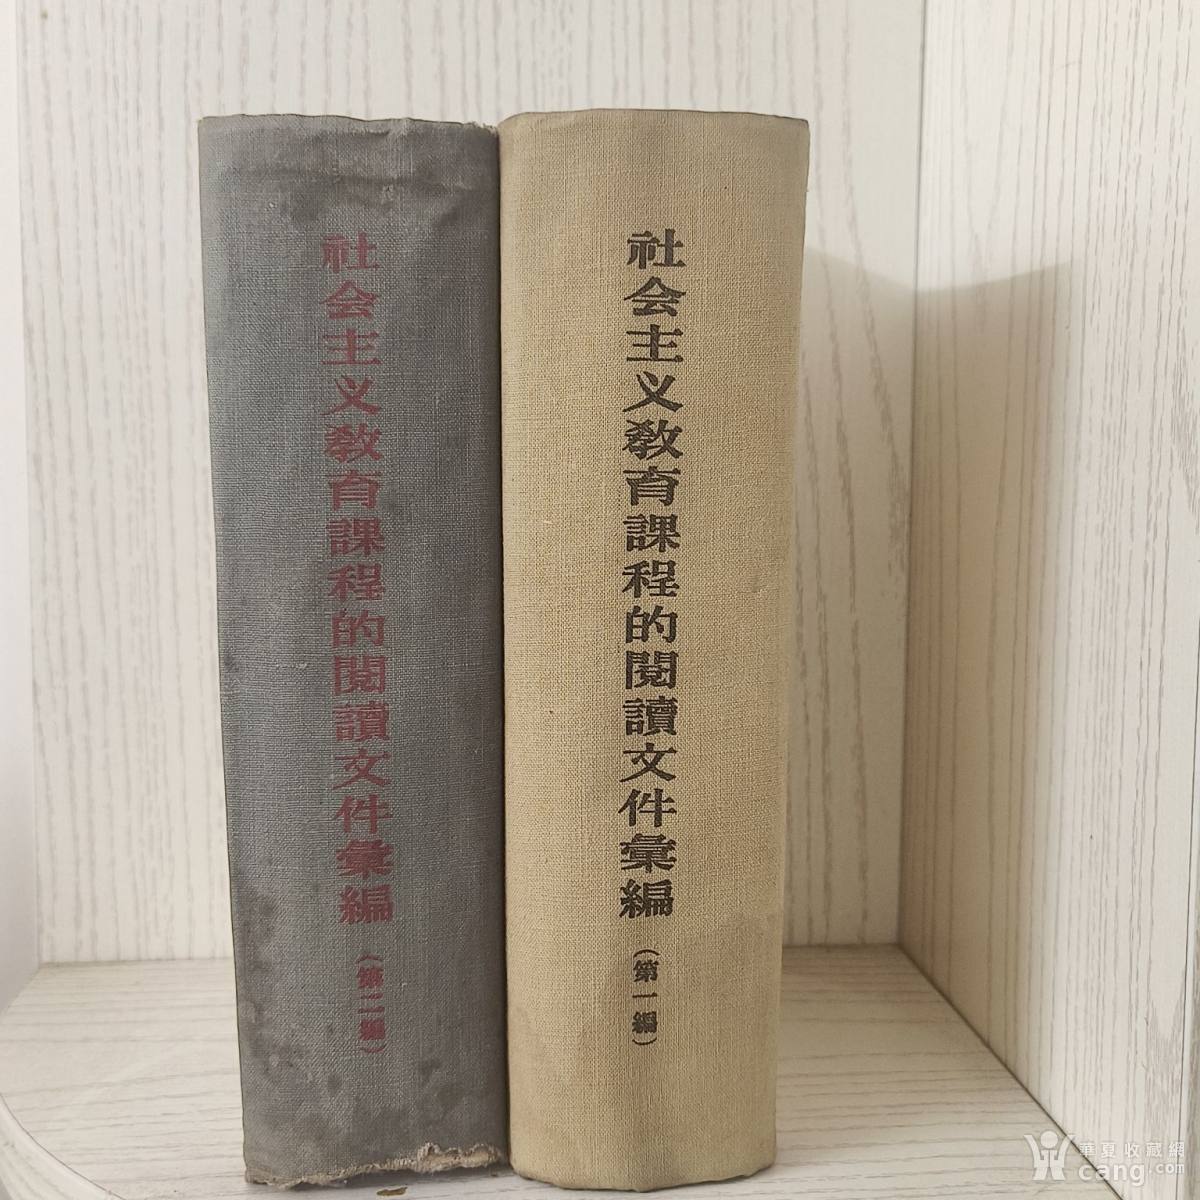 社会主义教育課程的閱讀文件彙編
（第二編）
社会主义教育課程的閱讀文件彙編
（第一編）
華夏收藏網
cang.com